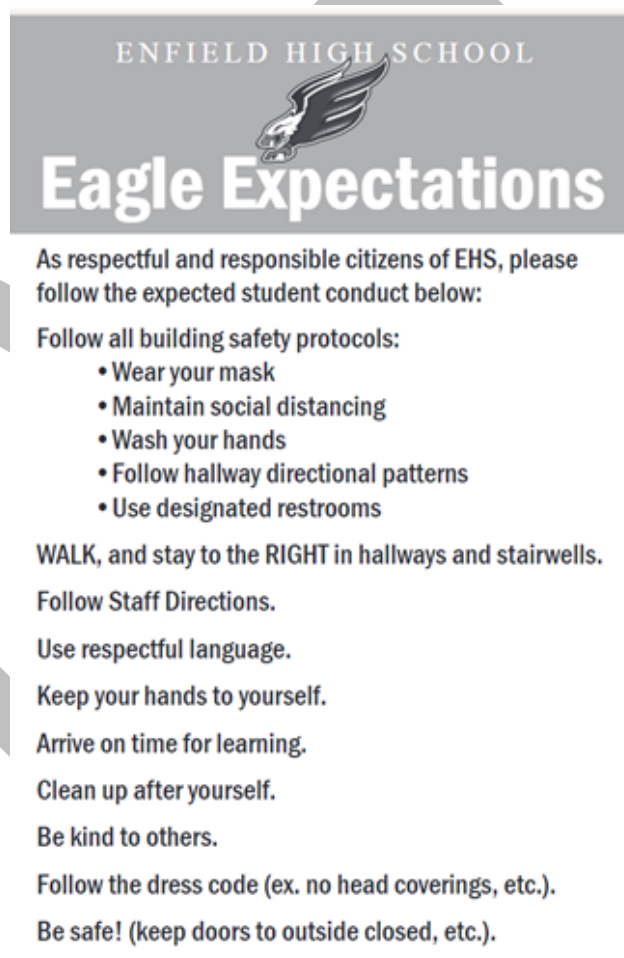 ENFIELD HIGH SCHOOL
Eagle Expectations
As respectful and responsible citizens of EHS, please
follow the expected student conduct below:
Follow all building safety protocols:
• Wear your mask
• Maintain social distancing
• Wash your hands
• Follow hallway directional patterns
• Use designated restrooms
WALK, and stay to the RIGHT in hallways and stairwells.
Follow Staff Directions.
Use respectful language.
Keep your hands to yourself.
Arrive on time for learning.
Clean up after yourself.
Be kind to others.
Follow the dress code (ex. no head coverings, etc.).
Be safe! (keep doors to outside closed, etc.).